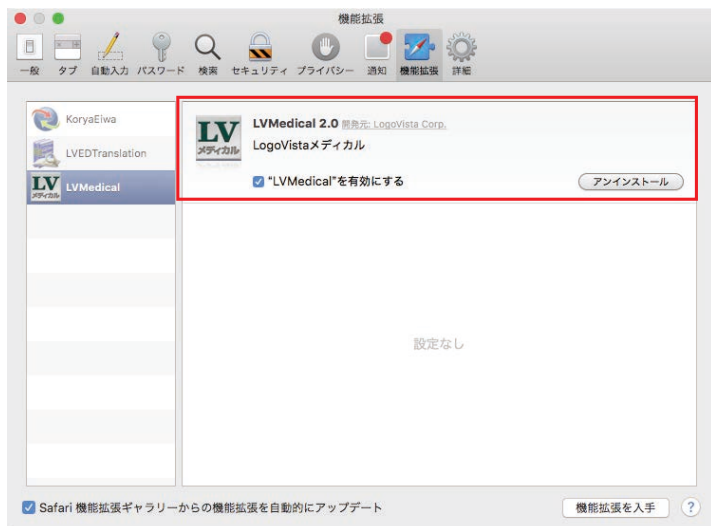 機能拡張
一般 タブ 自動入力 パスワード 検索 セキュリティ プライバシー 通知 機能拡張 詳細
KoryaEiwa
LVEDTranslation
LV メディカル LVMedical
LV メディカル
LVMedical 2.0 開発元: LogoVista Corp.
LogoVistaメディカル
"LVMedical"を有効にする
アンインストール
設定なし
Safari 機能拡張ギャラリーからの機能拡張を自動的にアップデート
機能拡張を入手 ?